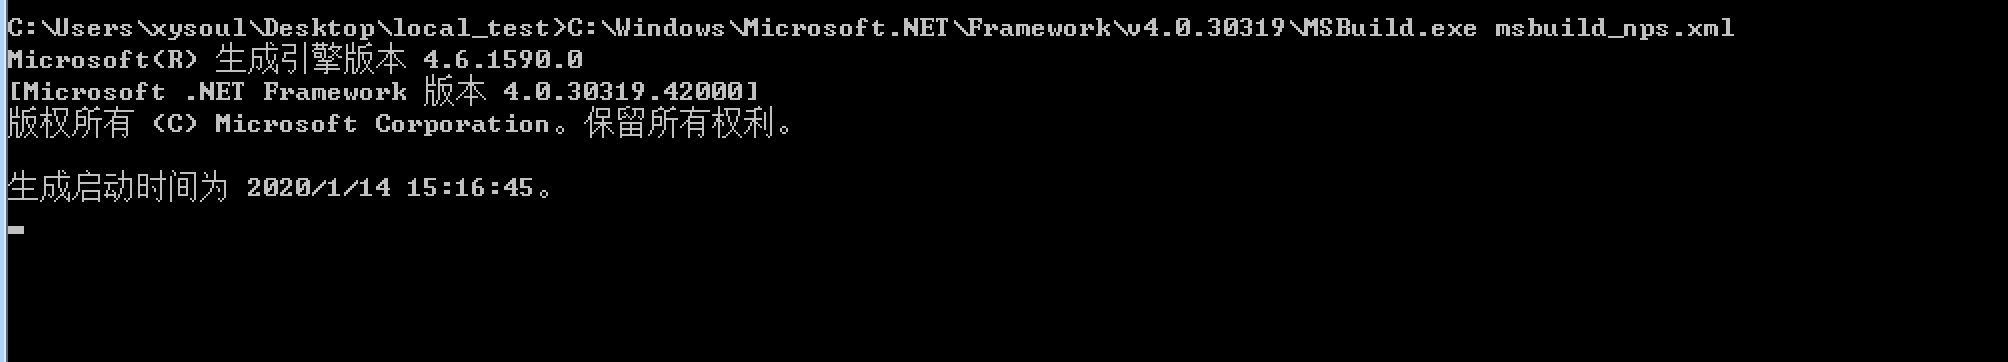 C:\Users\xysoul\Desktop\local_test>C:\Windows\Microsoft.NET\Framework\v4.0.30319\MSBuild.exe msbuild_nps.xml
Microsoft(R) 生成引擎版本 4.6.1590.0
[Microsoft .NET Framework 版本 4.0.30319.42000]
版权所有 (C) Microsoft Corporation。保留所有权利。
生成启动时间为 2020/1/14 15:16:45。